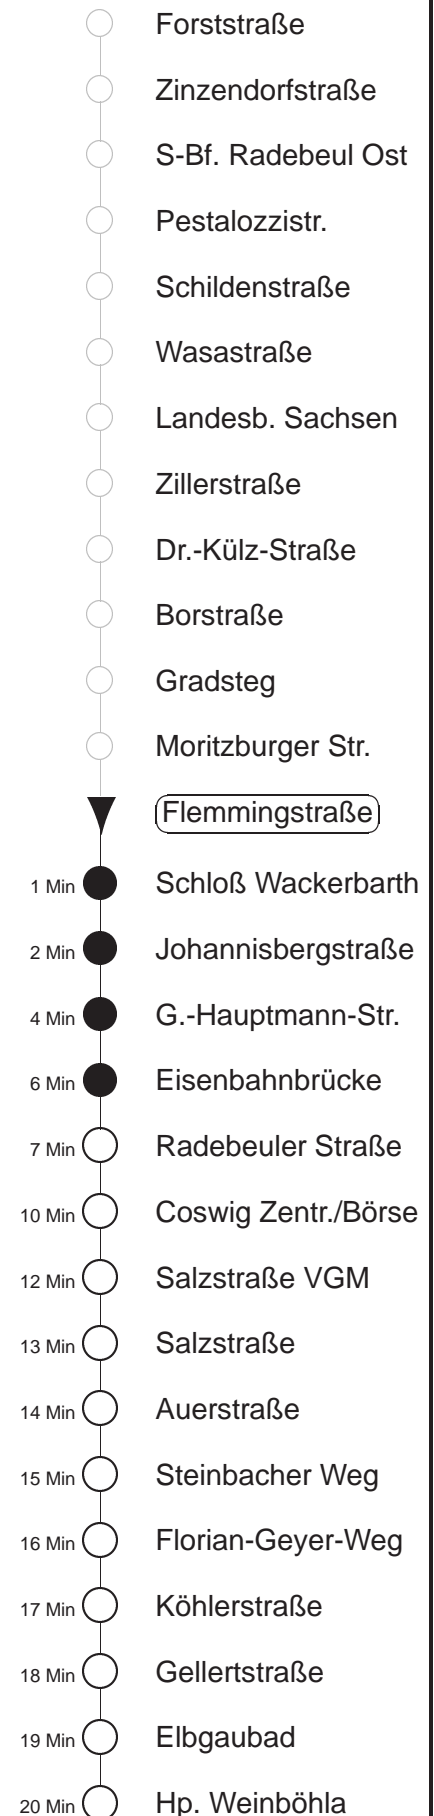 Forststraße
Zinzendorfstraße
S-Bf. Radebeul Ost
Pestalozzistr.
Schildenstraße
Wasastraße
Landesb. Sachsen
Zillerstraße
Dr.-Külz-Straße
Borstraße
Gradsteg
Moritzburger Str.
Flemmingstraße
1 Min Schloß Wackerbarth
2 Min Johannisbergstraße
4 Min G.-Hauptmann-Str.
6 Min Eisenbahnbrücke
7 Min Radebeuler Straße
10 Min Coswig Zentr./Börse
12 Min Salzstraße VGM
13 Min Salzstraße
14 Min Auerstraße
15 Min Steinbacher Weg
16 Min Florian-Geyer-Weg
17 Min Köhlerstraße
18 Min Gellertstraße
19 Min Elbgaubad
20 Min Hp. Weinböhla